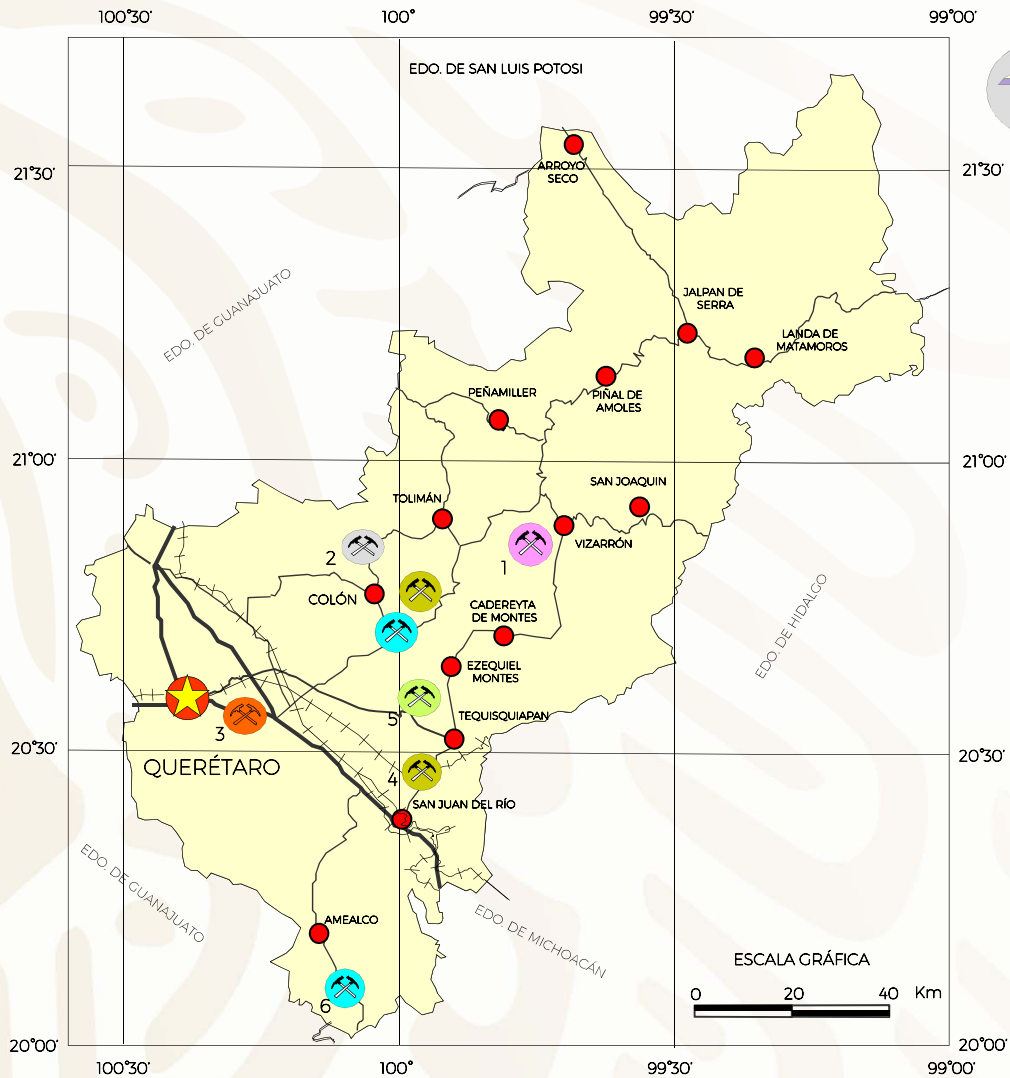 100°30'
100°
99°30'
99°00'
EDO. DE SAN LUIS POTOSI
21°30'
21°30'
ARROYO
SECO
EDO. DE GUANAJUATO
JALPAN DE
SERRA
LANDA DE
MATAMOROS
PEÑAMILLER
PIÑAL DE
AMOLES
21°00'
21°00'
TOLIMÁN
SAN JOAQUIN
VIZARRÓN
2
1
COLÓN
CADEREYTA
DE MONTES
EDO. DE HIDALGO
EZEQUIEL
MONTES
5
TEQUISQUIAPAN
3
20°30'
20°30'
QUERÉTARO
4
SAN JUAN DEL RÍO
EDO. DE GUANAJUATO
AMEALCO
EDO. DE MICHOACÁN
6
ESCALA GRÁFICA
0
20
40
Km
20°00'
20°00'
100°30'
100°
99°30'
99°00'